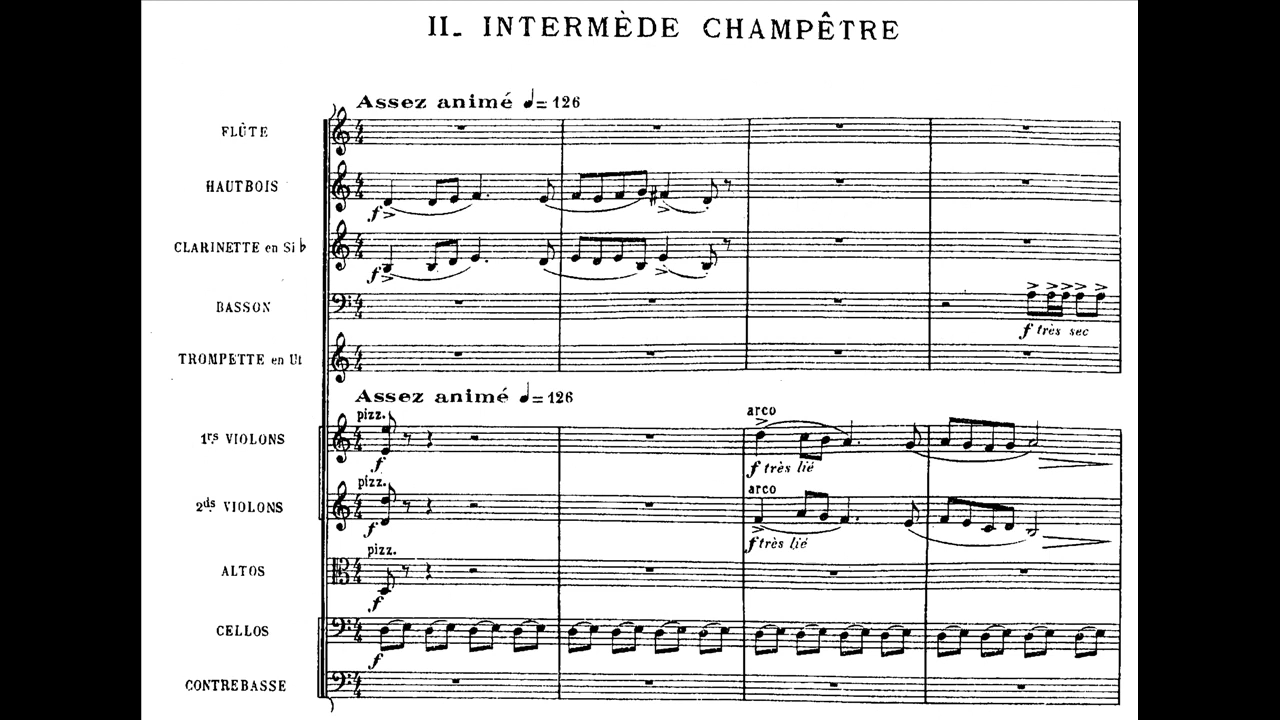 II. INTERMÈDE CHAMPÊTRE
Assez animé ♩= 126
FLÛTE
HAUTBOIS
f
CLARINETTE en Si♭
f
BASSON
f très sec
TROMPETTE en Ut
Assez animé ♩= 126
pizz.
arco
1rs VIOLONS
f
f très lié
pizz.
arco
2ds VIOLONS
f
f très lié
pizz.
ALTOS
f
CELLOS
f
CONTREBASSE